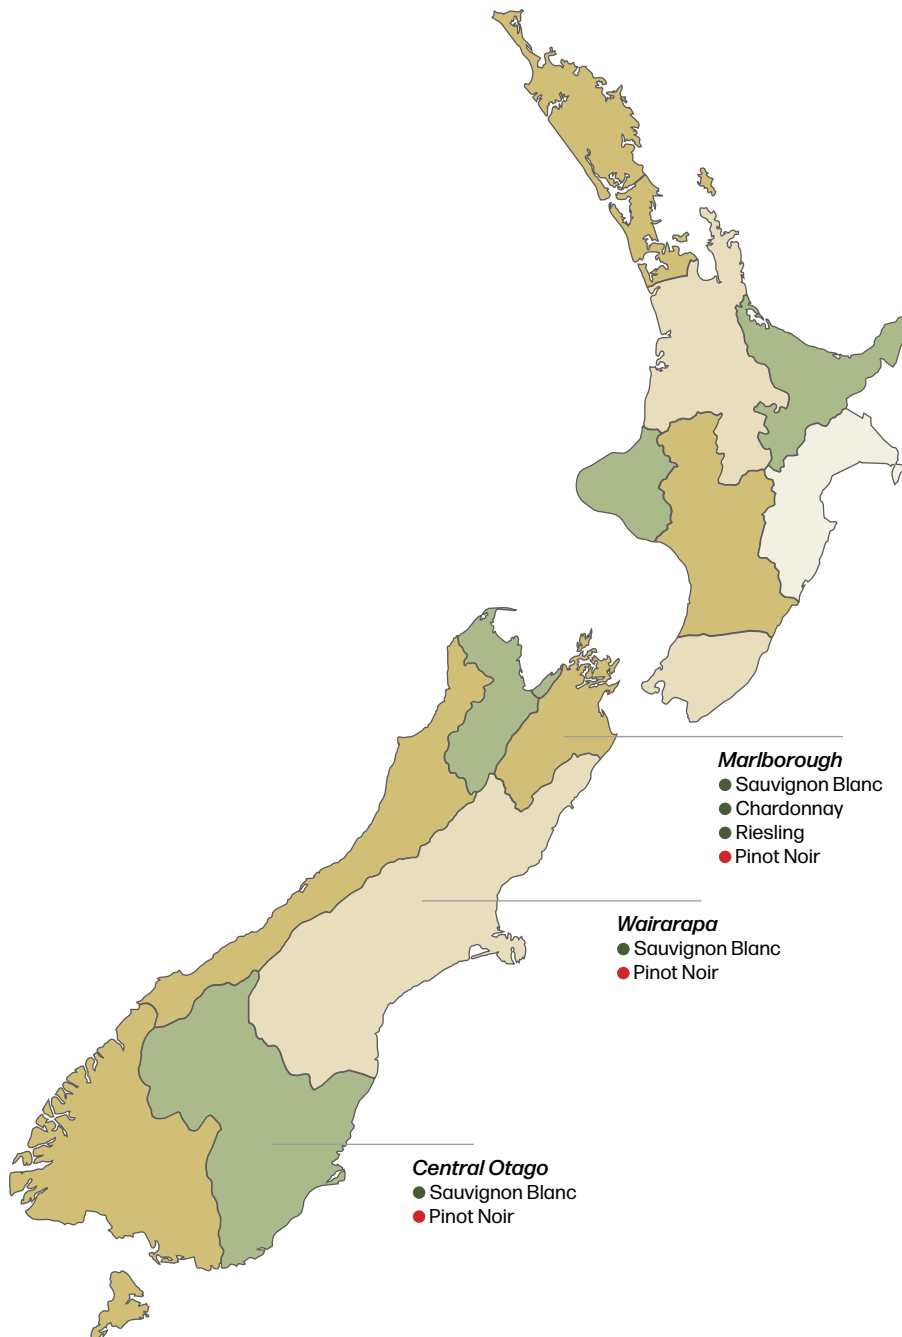 Marlborough
Sauvignon Blanc
Chardonnay
Riesling
Pinot Noir
Wairarapa
Sauvignon Blanc
Pinot Noir
Central Otago
Sauvignon Blanc
Pinot Noir